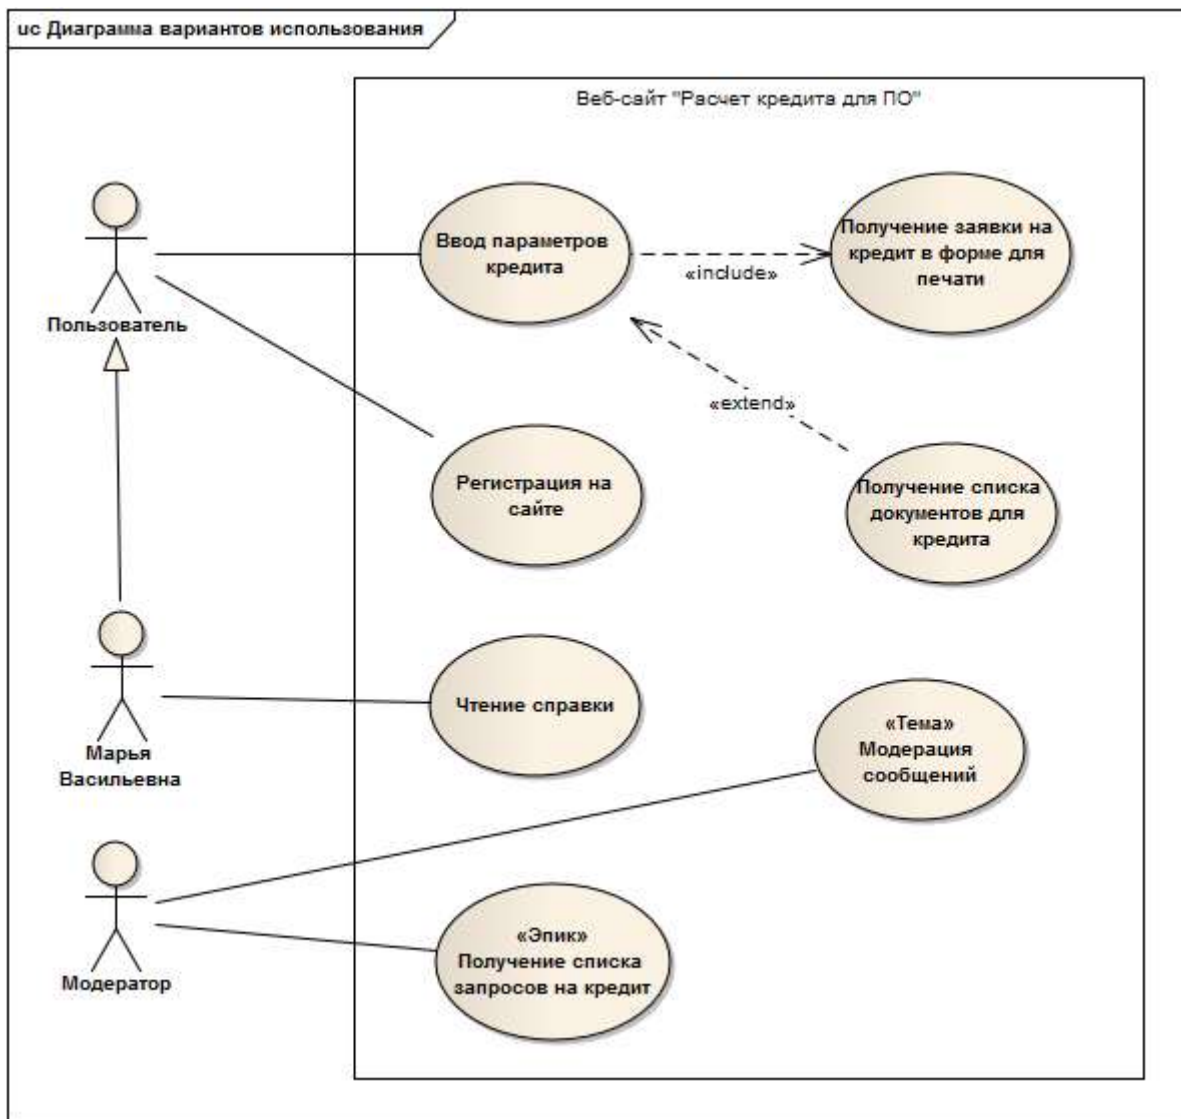 uc Диаграмма вариантов использования
Веб-сайт "Расчет кредита для ПО"
Пользователь
Ввод параметров
кредита
«include»
Получение заявки на
кредит в форме для
печати
«extend»
Регистрация на
сайте
Получение списка
документов для
кредита
Марья
Васильевна
Чтение справки
«Тема»
Модерация
сообщений
Модератор
«Эпик»
Получение списка
запросов на кредит